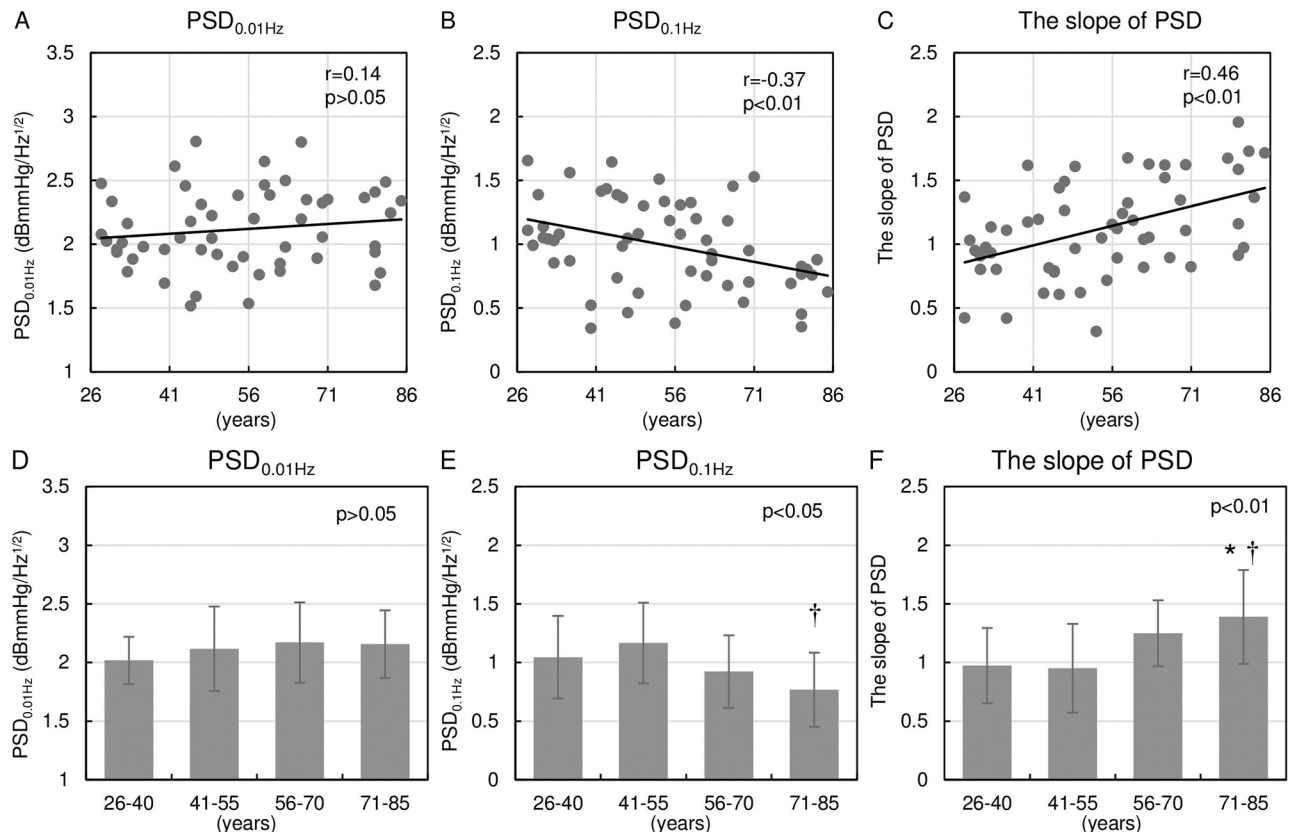 A
PSD0.01Hz
PSD0.01Hz (dBmmHg/Hz1/2)
3.5
3
2.5
2
1.5
1
r=0.14
p>0.05
26
41
56
71
86
(years)
B
PSD0.1Hz
PSD0.1Hz (dBmmHg/Hz1/2)
2.5
2
1.5
1
0.5
0
r=-0.37
p<0.01
26
41
56
71
86
(years)
C
The slope of PSD
The slope of PSD
2.5
2
1.5
1
0.5
0
r=0.46
p<0.01
26
41
56
71
86
(years)
D
PSD0.01Hz
PSD0.01Hz (dBmmHg/Hz1/2)
3.5
3
2.5
2
1.5
1
p>0.05
26-40
41-55
56-70
71-85
(years)
E
PSD0.1Hz
PSD0.1Hz (dBmmHg/Hz1/2)
2.5
2
1.5
1
0.5
0
p<0.05
†
26-40
41-55
56-70
71-85
(years)
F
The slope of PSD
The slope of PSD
2.5
2
1.5
1
0.5
0
p<0.01
* †
26-40
41-55
56-70
71-85
(years)